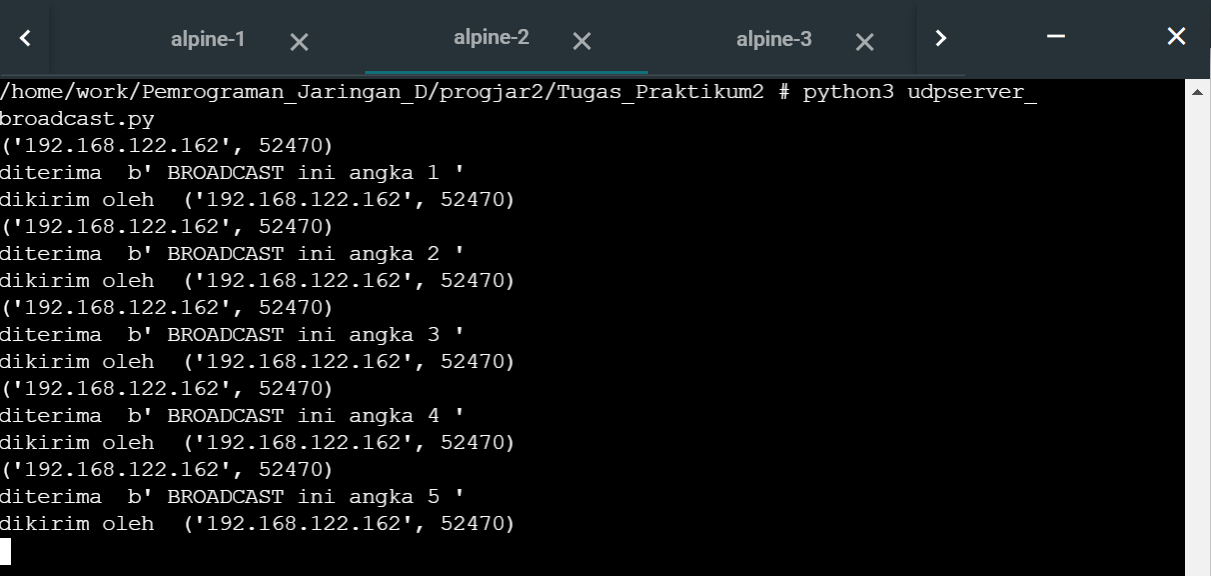 alpine-1 alpine-2 alpine-3
/home/work/Pemrograman_Jaringan_D/progjar2/Tugas_Praktikum2 # python3 udpserver_
broadcast.py
('192.168.122.162', 52470)
diterima  b' BROADCAST ini angka 1 '
dikirim oleh  ('192.168.122.162', 52470)
('192.168.122.162', 52470)
diterima  b' BROADCAST ini angka 2 '
dikirim oleh  ('192.168.122.162', 52470)
('192.168.122.162', 52470)
diterima  b' BROADCAST ini angka 3 '
dikirim oleh  ('192.168.122.162', 52470)
('192.168.122.162', 52470)
diterima  b' BROADCAST ini angka 4 '
dikirim oleh  ('192.168.122.162', 52470)
('192.168.122.162', 52470)
diterima  b' BROADCAST ini angka 5 '
dikirim oleh  ('192.168.122.162', 52470)